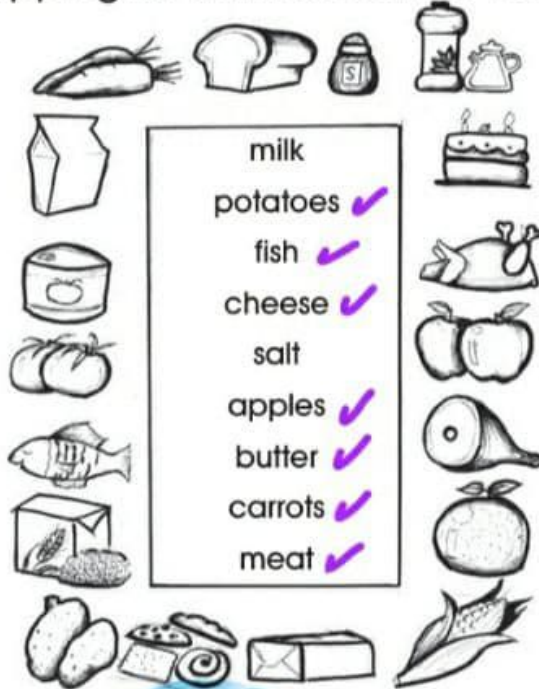 S
milk
potatoes
fish
cheese
salt
apples
butter
carrots
meat